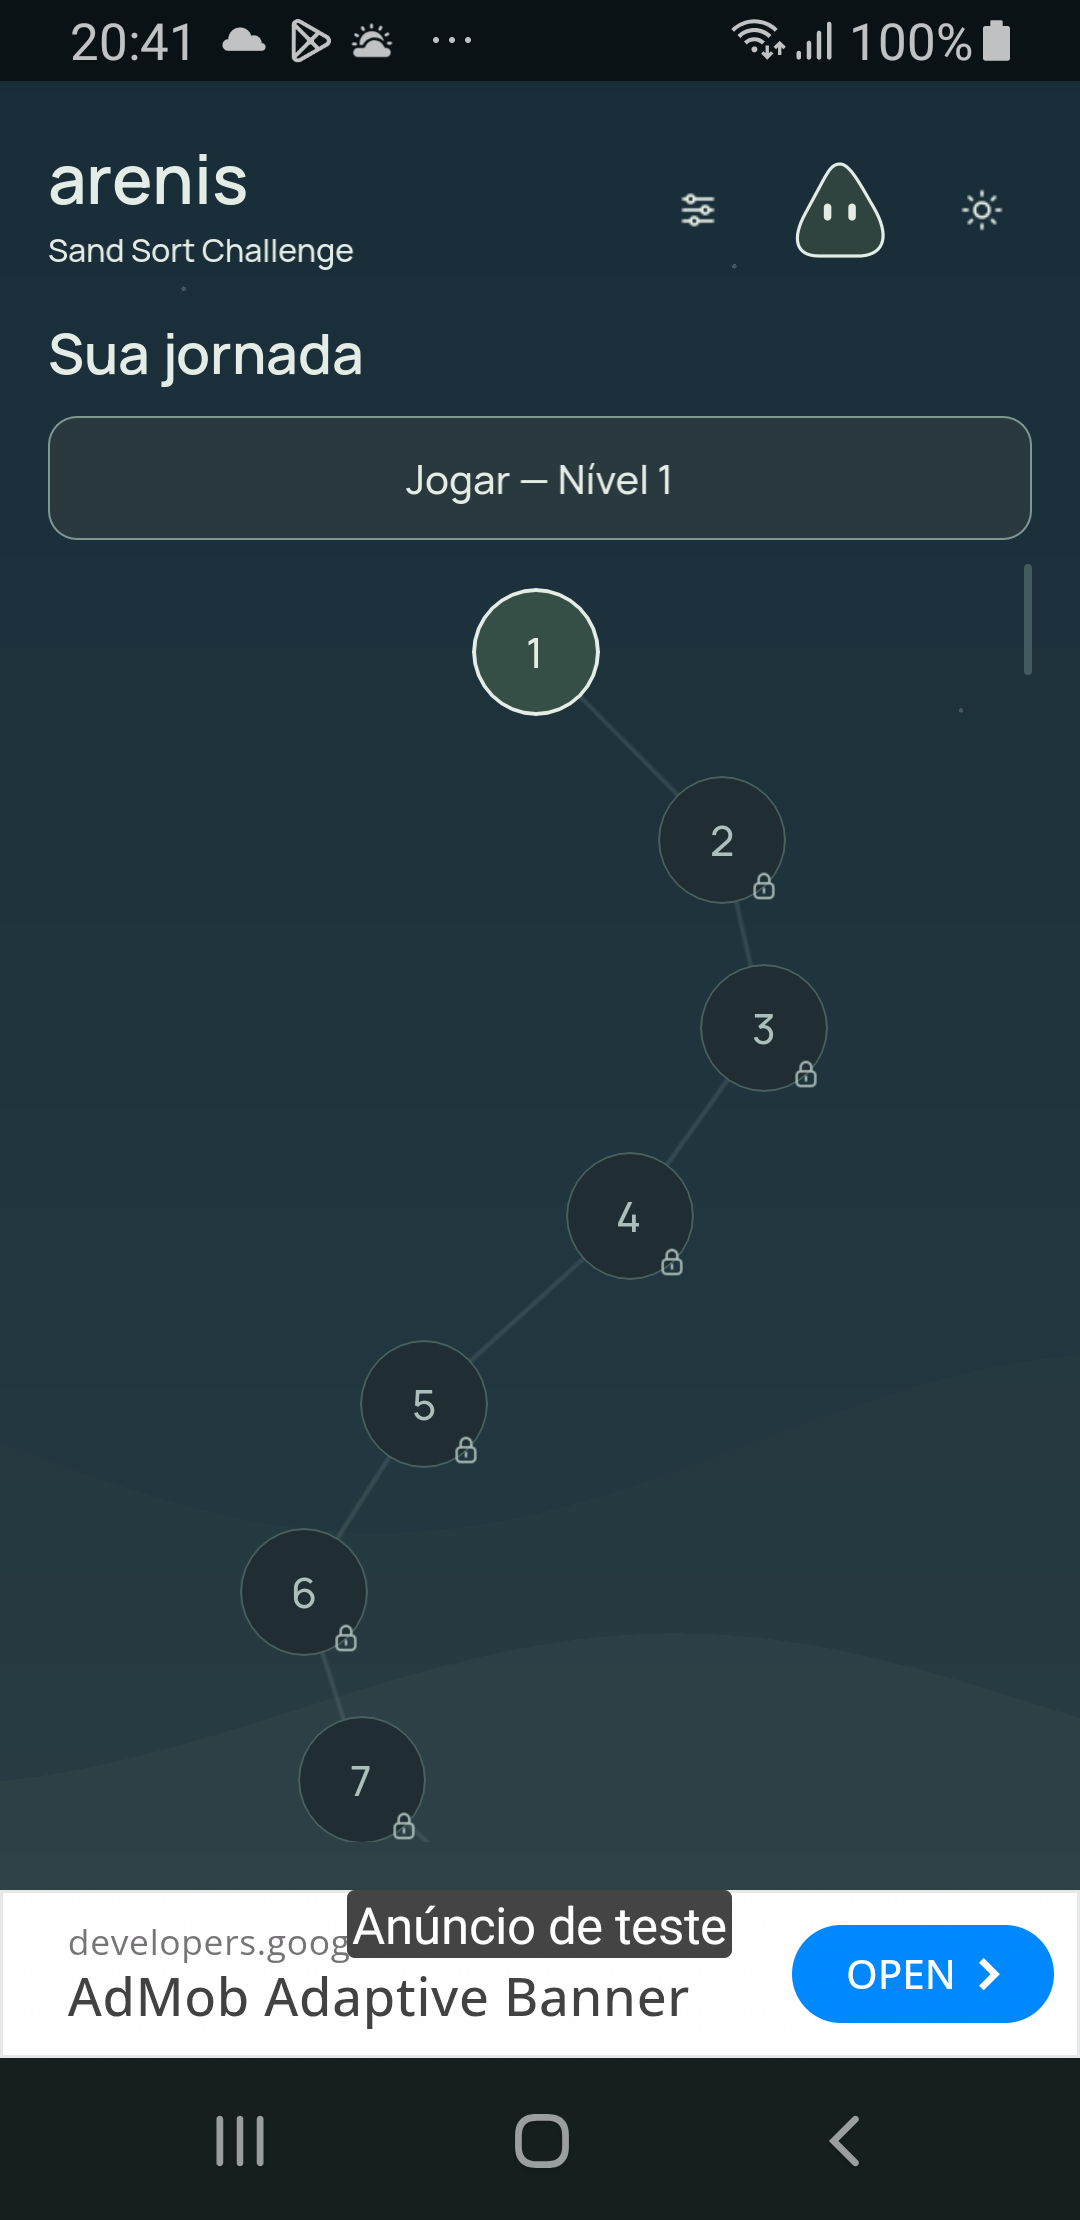 20:41
100%
arenis
Sand Sort Challenge
Sua jornada
Jogar — Nível 1
1
2
3
4
5
6
7
Anúncio de teste
developers.goog
AdMob Adaptive Banner
OPEN